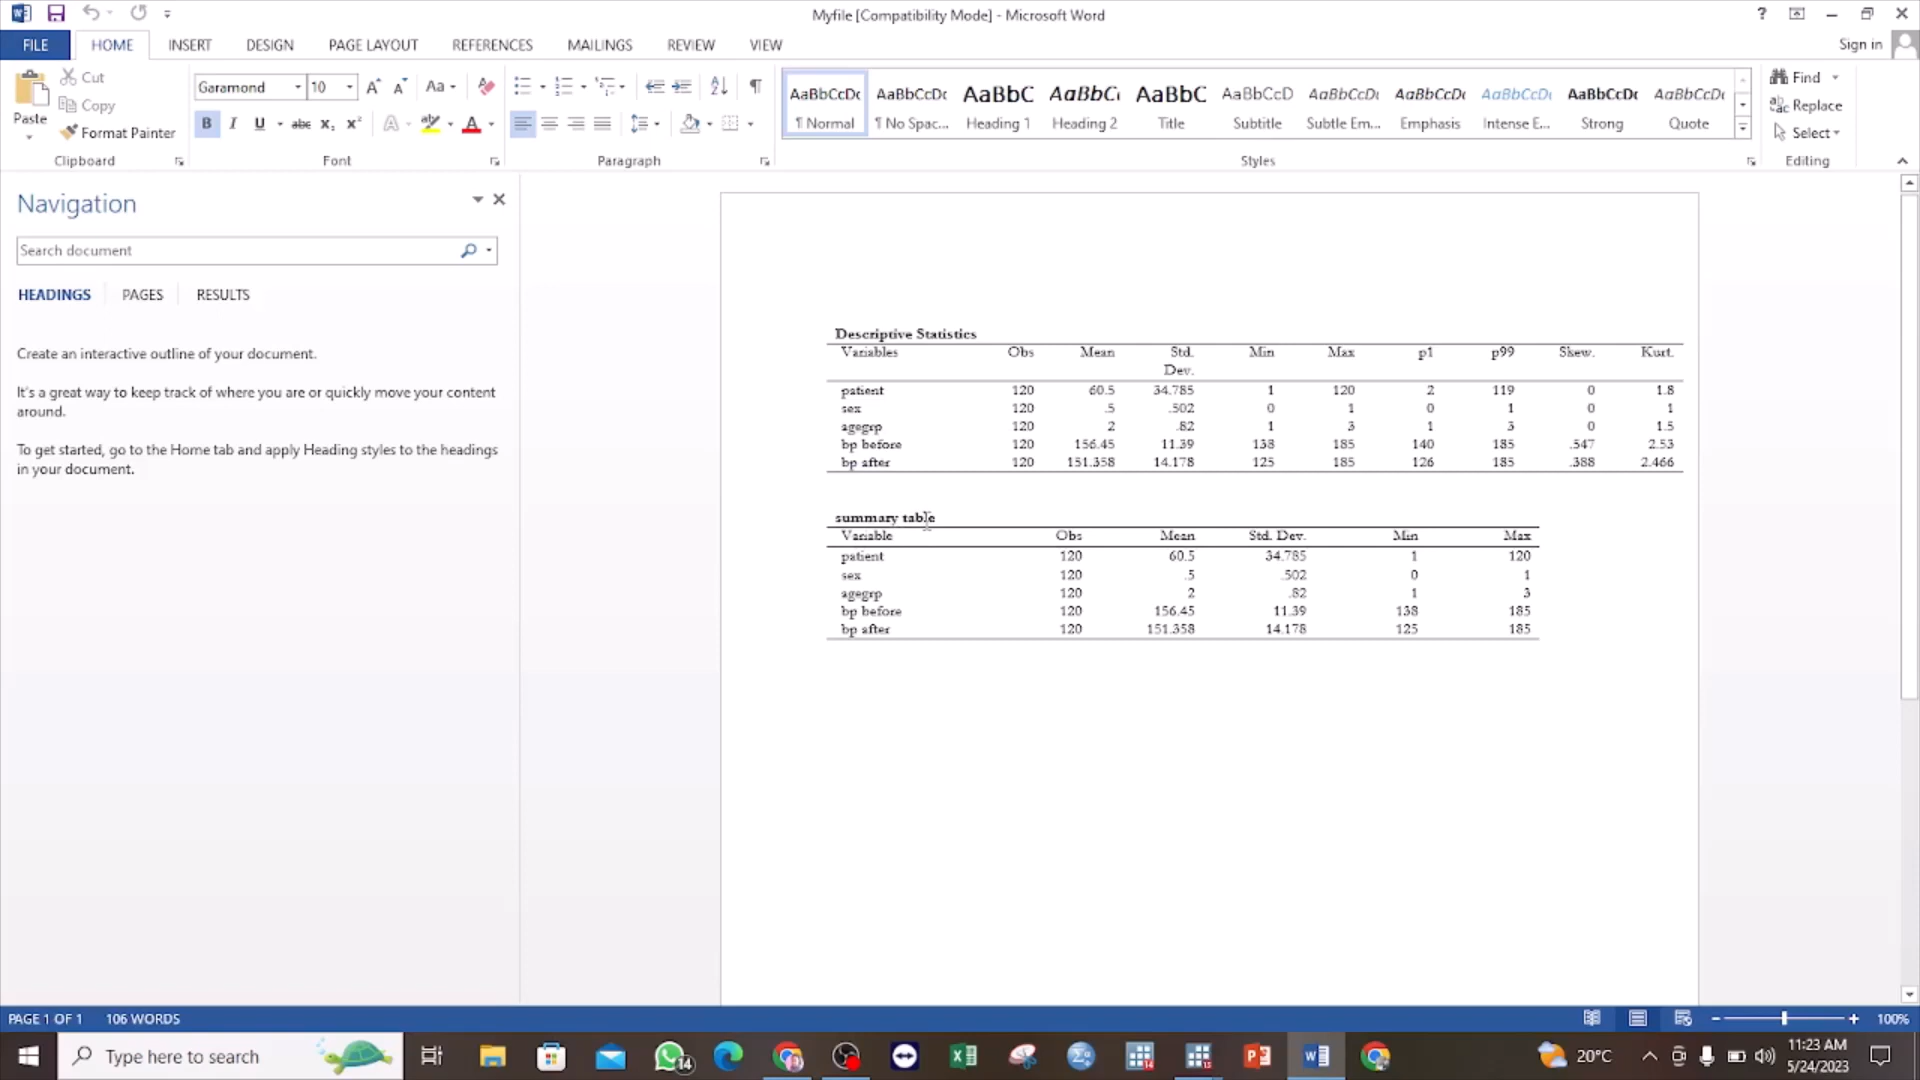 Myfile [Compatibility Mode] - Microsoft Word
FILE HOME INSERT DESIGN PAGE LAYOUT REFERENCES MAILINGS REVIEW VIEW Sign in
Paste
Cut
Copy
Format Painter
Clipboard
Garamond 10
Font
Paragraph
AaBbCcDc AaBbCcDc AaBbC AaBbCc AaBbC AaBbCcD AaBbCcDc AaBbCcDc AaBbCcDc AaBbCcDc AaBbCcDc
¶ Normal ¶ No Spac... Heading 1 Heading 2 Title Subtitle Subtle Em... Emphasis Intense E... Strong Quote
Styles
Find
Replace
Select
Editing
Navigation
Search document
HEADINGS PAGES RESULTS
Create an interactive outline of your document.
It's a great way to keep track of where you are or quickly move your content
around.
To get started, go to the Home tab and apply Heading styles to the headings
in your document.
Descriptive Statistics
Variables Obs Mean Std. Dev. Min Max p1 p99 Skew. Kurt.
patient 120 60.5 34.785 1 120 2 119 0 1.8
sex 120 .5 .502 0 1 0 1 0 1
agegrp 120 2 .82 1 3 1 3 0 1.5
bp before 120 156.45 11.39 138 185 140 185 .547 2.53
bp after 120 151.358 14.178 125 185 126 185 .388 2.466
summary table
Variable Obs Mean Std. Dev. Min Max
patient 120 60.5 34.785 1 120
sex 120 .5 .502 0 1
agegrp 120 2 .82 1 3
bp before 120 156.45 11.39 138 185
bp after 120 151.358 14.178 125 185
PAGE 1 OF 1 106 WORDS 100%
Type here to search 14 20°C 11:23 AM
5/24/2023